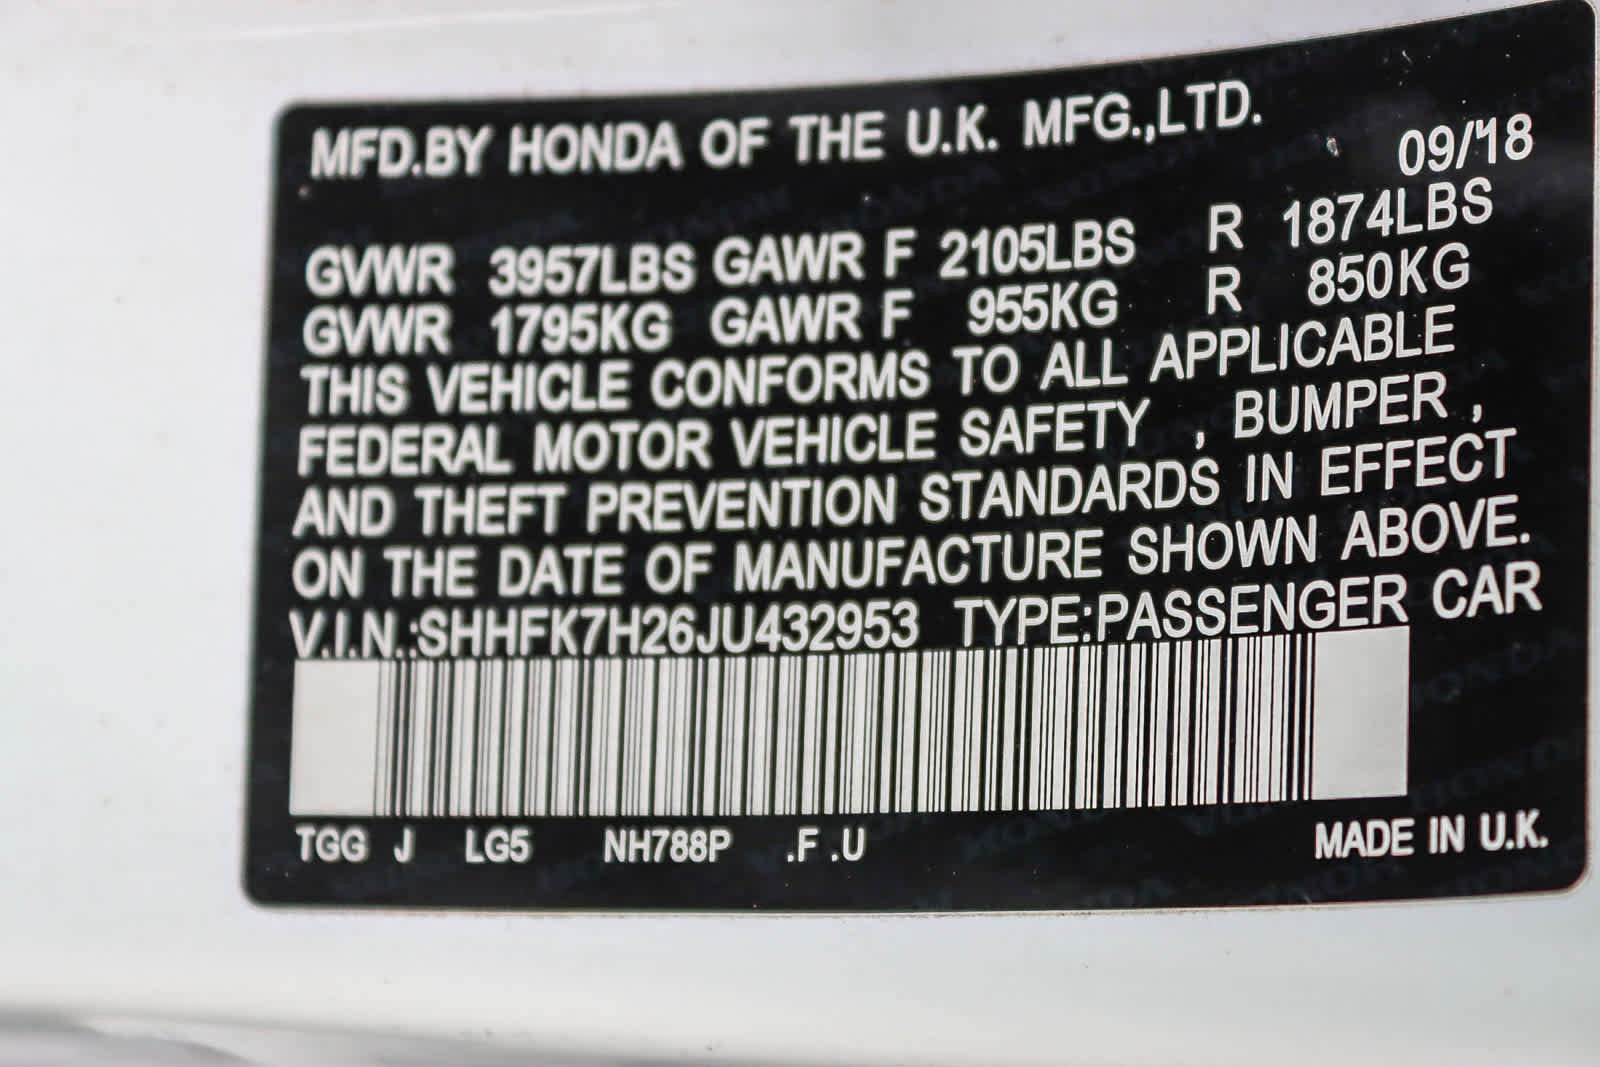 MFD.BY HONDA OF THE U.K. MFG.,LTD.
09/'18
GVWR 3957LBS GAWR F 2105LBS R 1874LBS
GVWR 1795KG GAWR F 955KG R 850KG
THIS VEHICLE CONFORMS TO ALL APPLICABLE
FEDERAL MOTOR VEHICLE SAFETY , BUMPER ,
AND THEFT PREVENTION STANDARDS IN EFFECT
ON THE DATE OF MANUFACTURE SHOWN ABOVE.
V.I.N.:SHHFK7H26JU432953 TYPE:PASSENGER CAR
TGG J LG5 NH788P .F .U MADE IN U.K.